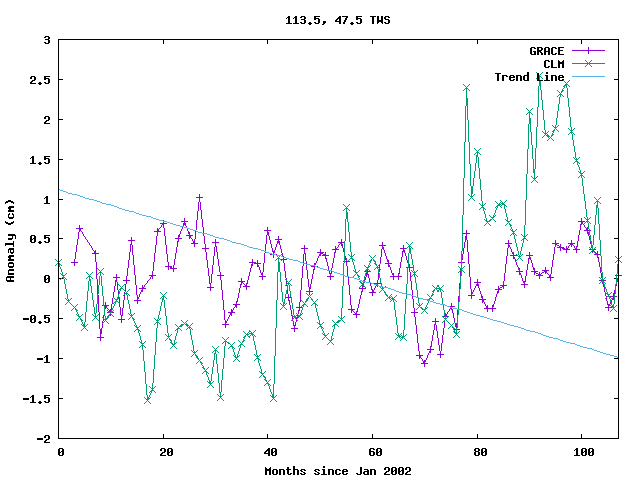 113.5, 47.5 TWS
GRACE
CLM
Trend Line
Anomaly (cm)
3
2.5
2
1.5
1
0.5
0
-0.5
-1
-1.5
-2
0 20 40 60 80 100
Months since Jan 2002